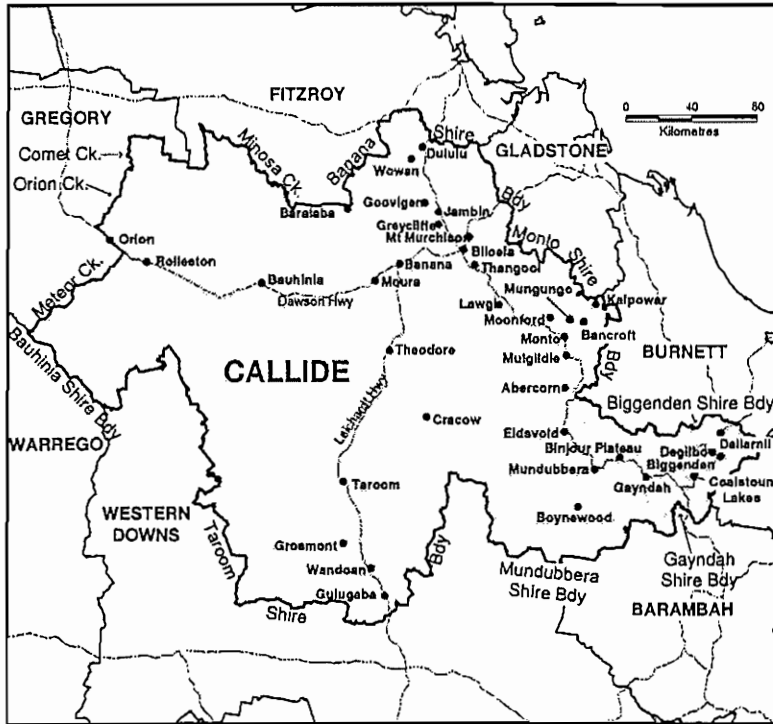 FITZROY
GREGORY
Comet Ck.
Orion Ck.
Minosa Ck.
Banana
Shire
Dululu
Wowan
GLADSTONE
0 40 80
Kilometres
Bdy
Goovigen
Jambin
Baralaba
Greycliffe
Mt Murchison
Monto
Shire
Orion
Rolleston
Biloela
Banana
Thangool
Meteor Ck.
Bauhinia
Moura
Dawson Hwy
Mungungo
Kalpowar
Lawgi
Moonford
Bancroft
Bauhinia Shire Bdy
Monto
Theodore
Mulgildie
Bdy
BURNETT
CALLIDE
Abercorn
Leichardt Hwy
Biggenden Shire Bdy
Cracow
WARREGO
Eidsvold
Binjour Plateau
Degilbo
Dallarnil
Mundubbera
Biggenden
Gayndah
Coalstoun
Lakes
Taroom
WESTERN
DOWNS
Boynewood
Taroom
Grosmont
Bdy
Wandoan
Mundubbera
Shire Bdy
Gayndah
Shire Bdy
Gulugaba
Shire
BARAMBAH